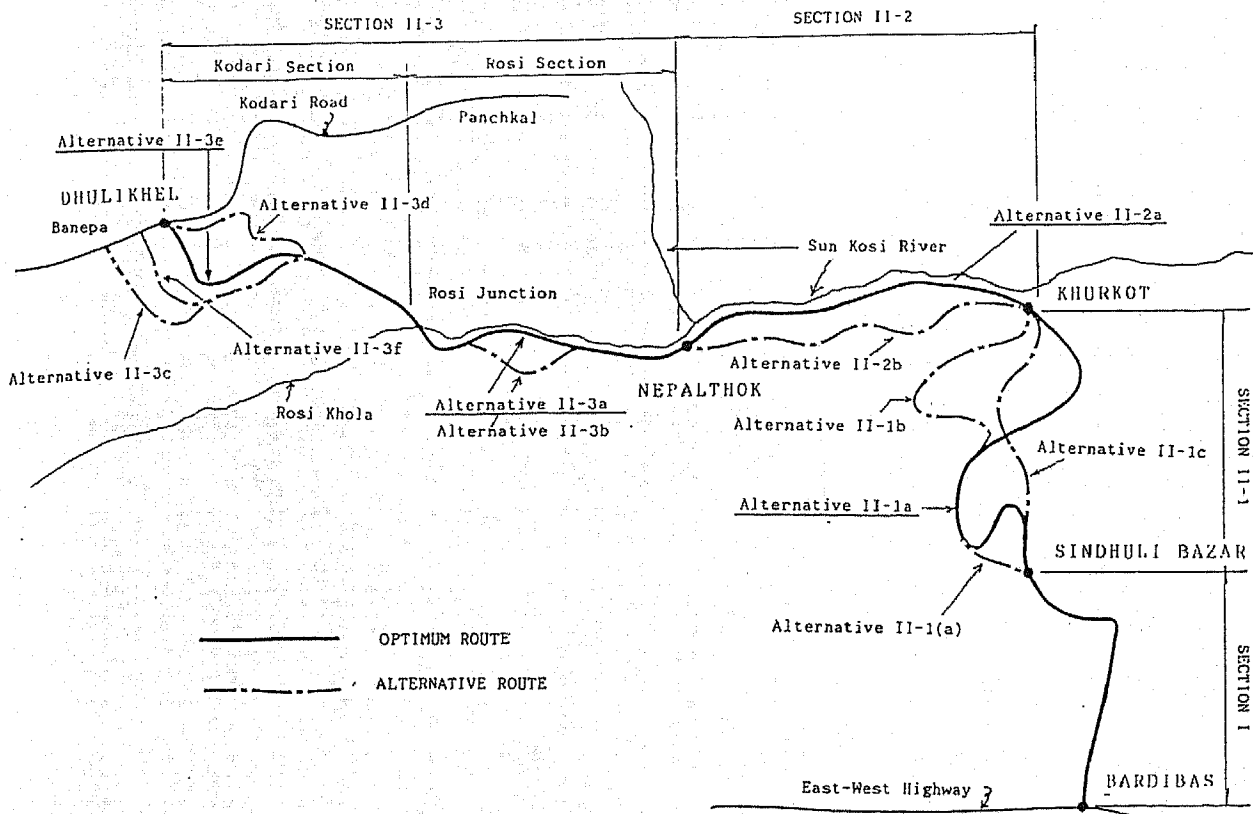 SECTION II-3
SECTION II-2
Kodari Section
Rosi Section
Kodari Road
Panchkal
Alternative II-3e
DHULIKHEL
Banepa
Alternative II-3d
Alternative II-2a
Sun Kosi River
KHURKOT
Rosi Junction
Alternative II-3f
Alternative II-3c
Alternative II-2b
NEPALTHOK
Rosi Khola
Alternative II-3a
Alternative II-3b
Alternative II-1b
Alternative II-1c
SECTION II-1
Alternative II-1a
SINDHULI BAZAR
Alternative II-1(a)
OPTIMUM ROUTE
ALTERNATIVE ROUTE
SECTION I
East-West Highway
BARDIBAS